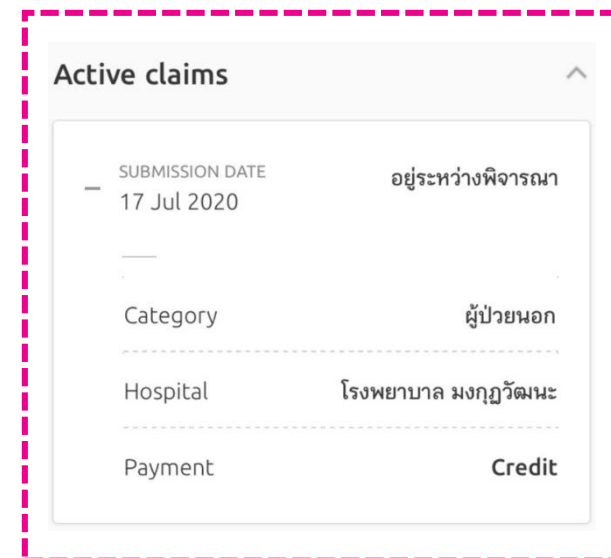 Active claims
SUBMISSION DATE
อยู่ระหว่างพิจารณา
17 Jul 2020
Category ผู้ป่วยนอก
Hospital โรงพยาบาล มงกุฎวัฒนะ
Payment Credit